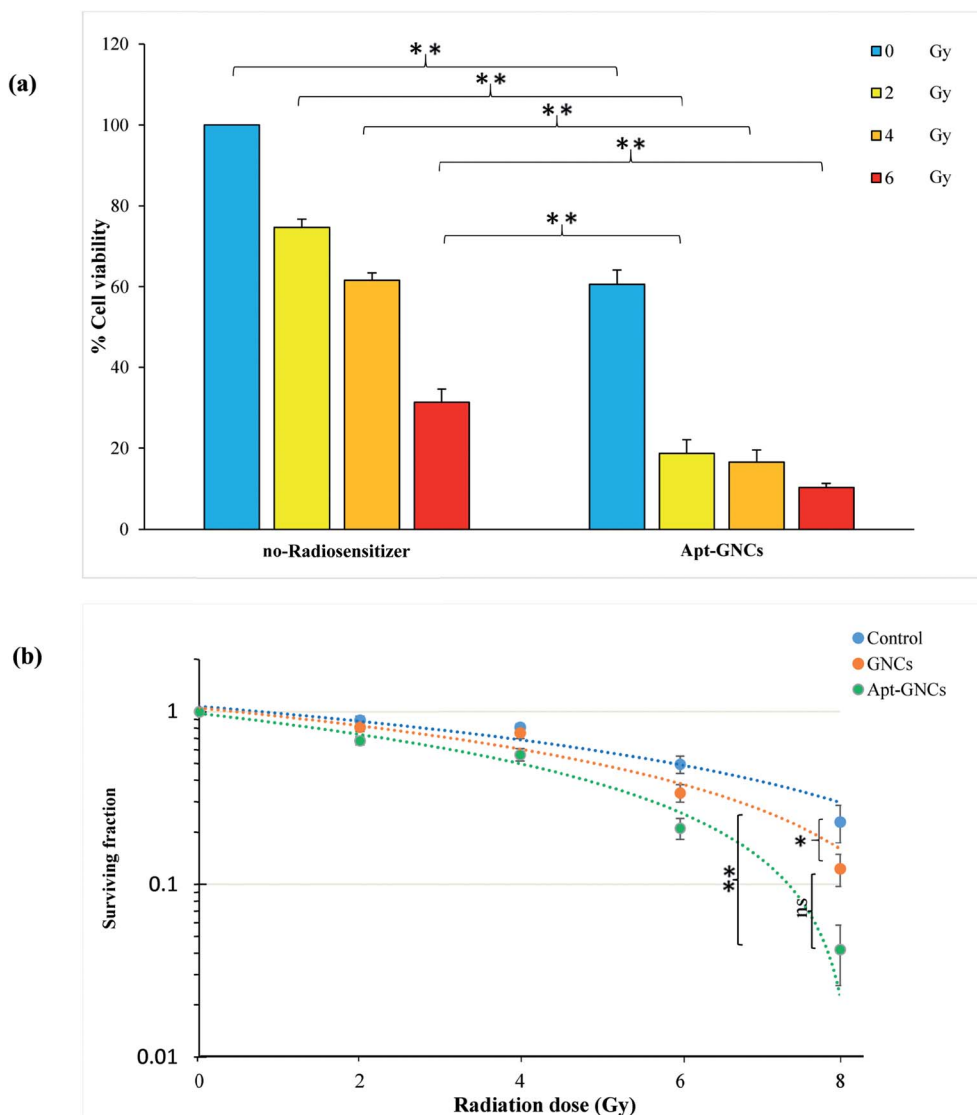 (a)
% Cell viability
120
100
80
60
40
20
0
**
**
**
**
**
0 Gy
2 Gy
4 Gy
6 Gy
no-Radiosensitizer
Apt-GNCs
(b)
Control
GNCs
Apt-GNCs
Surviving fraction
1
0.1
0.01
**
*
ns
0
2
4
6
8
Radiation dose (Gy)